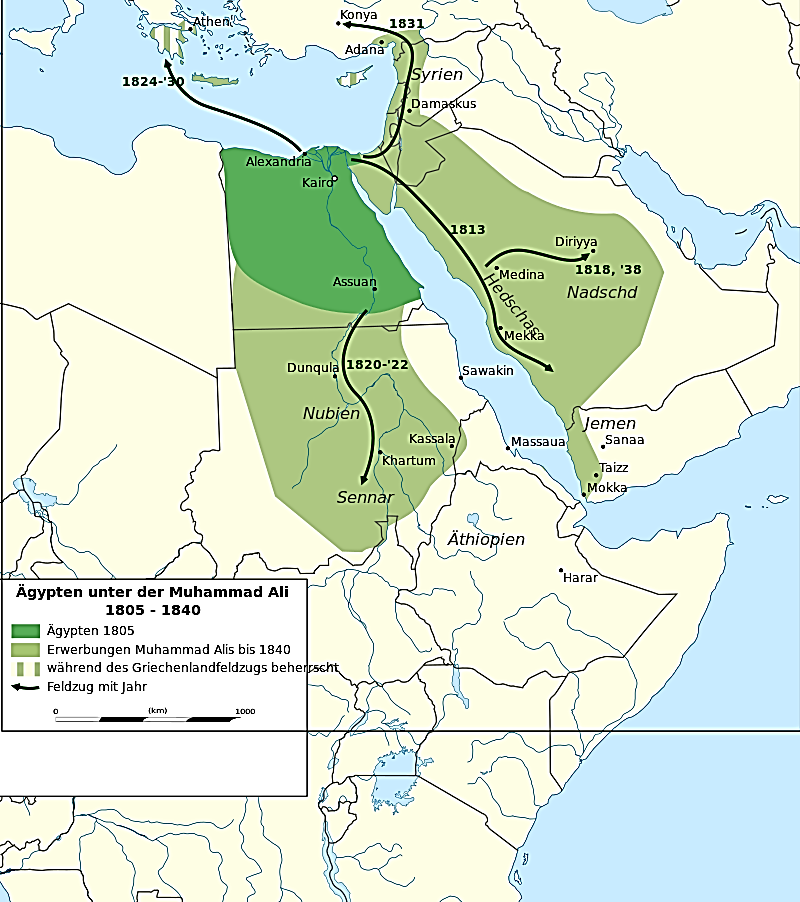 Konya
Athen
1831
Adana
Syrien
1824-'30
Damaskus
Alexandria
Kairo
1813
Diriyya
1818, '38
Medina
Assuan
Nadschd
Hedschas
Mekka
Dunqula
1820-'22
Sawakin
Nubien
Jemen
Kassala
Massaua
Sanaa
Khartum
Taizz
Mokka
Sennar
Äthiopien
Harar
Ägypten unter der Muhammad Ali
1805 - 1840
Ägypten 1805
Erwerbungen Muhammad Alis bis 1840
während des Griechenlandfeldzugs beherrscht
Feldzug mit Jahr
0 (km) 1000